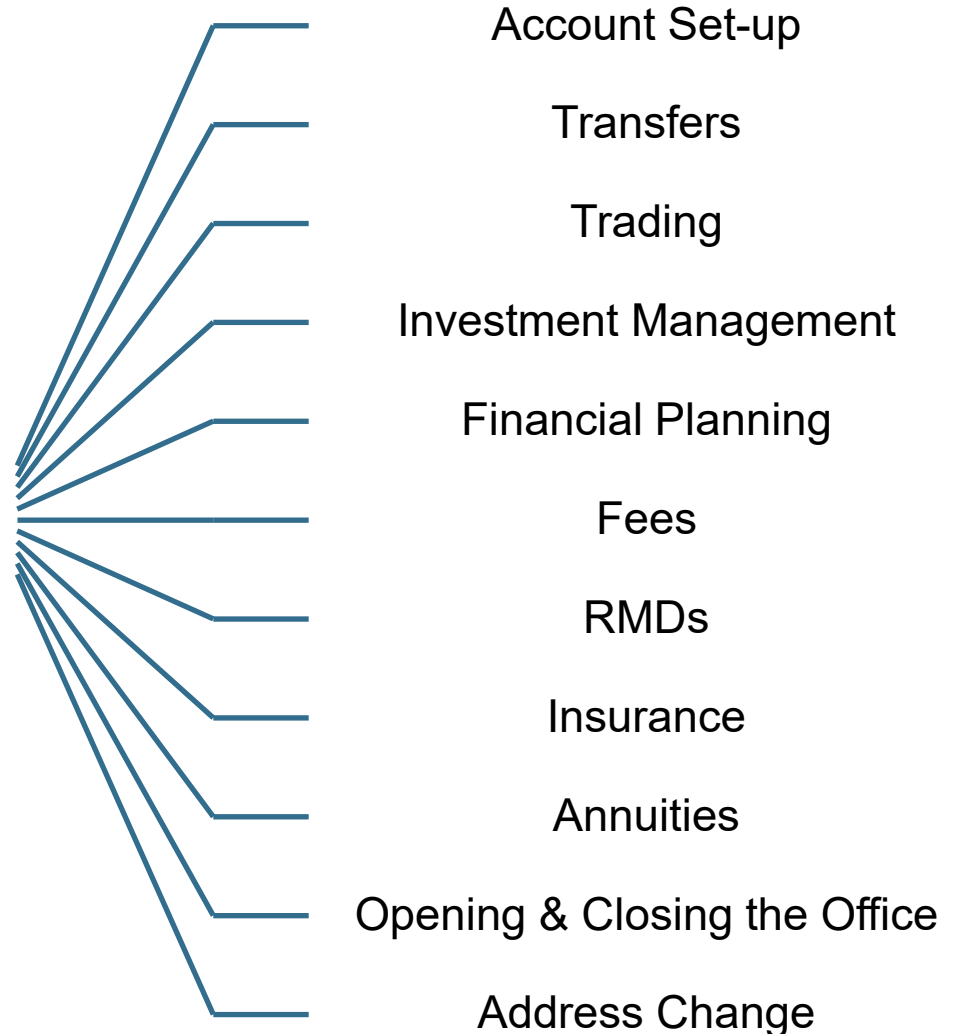 Account Set-up
Transfers
Trading
Investment Management
Financial Planning
Fees
RMDs
Insurance
Annuities
Opening & Closing the Office
Address Change